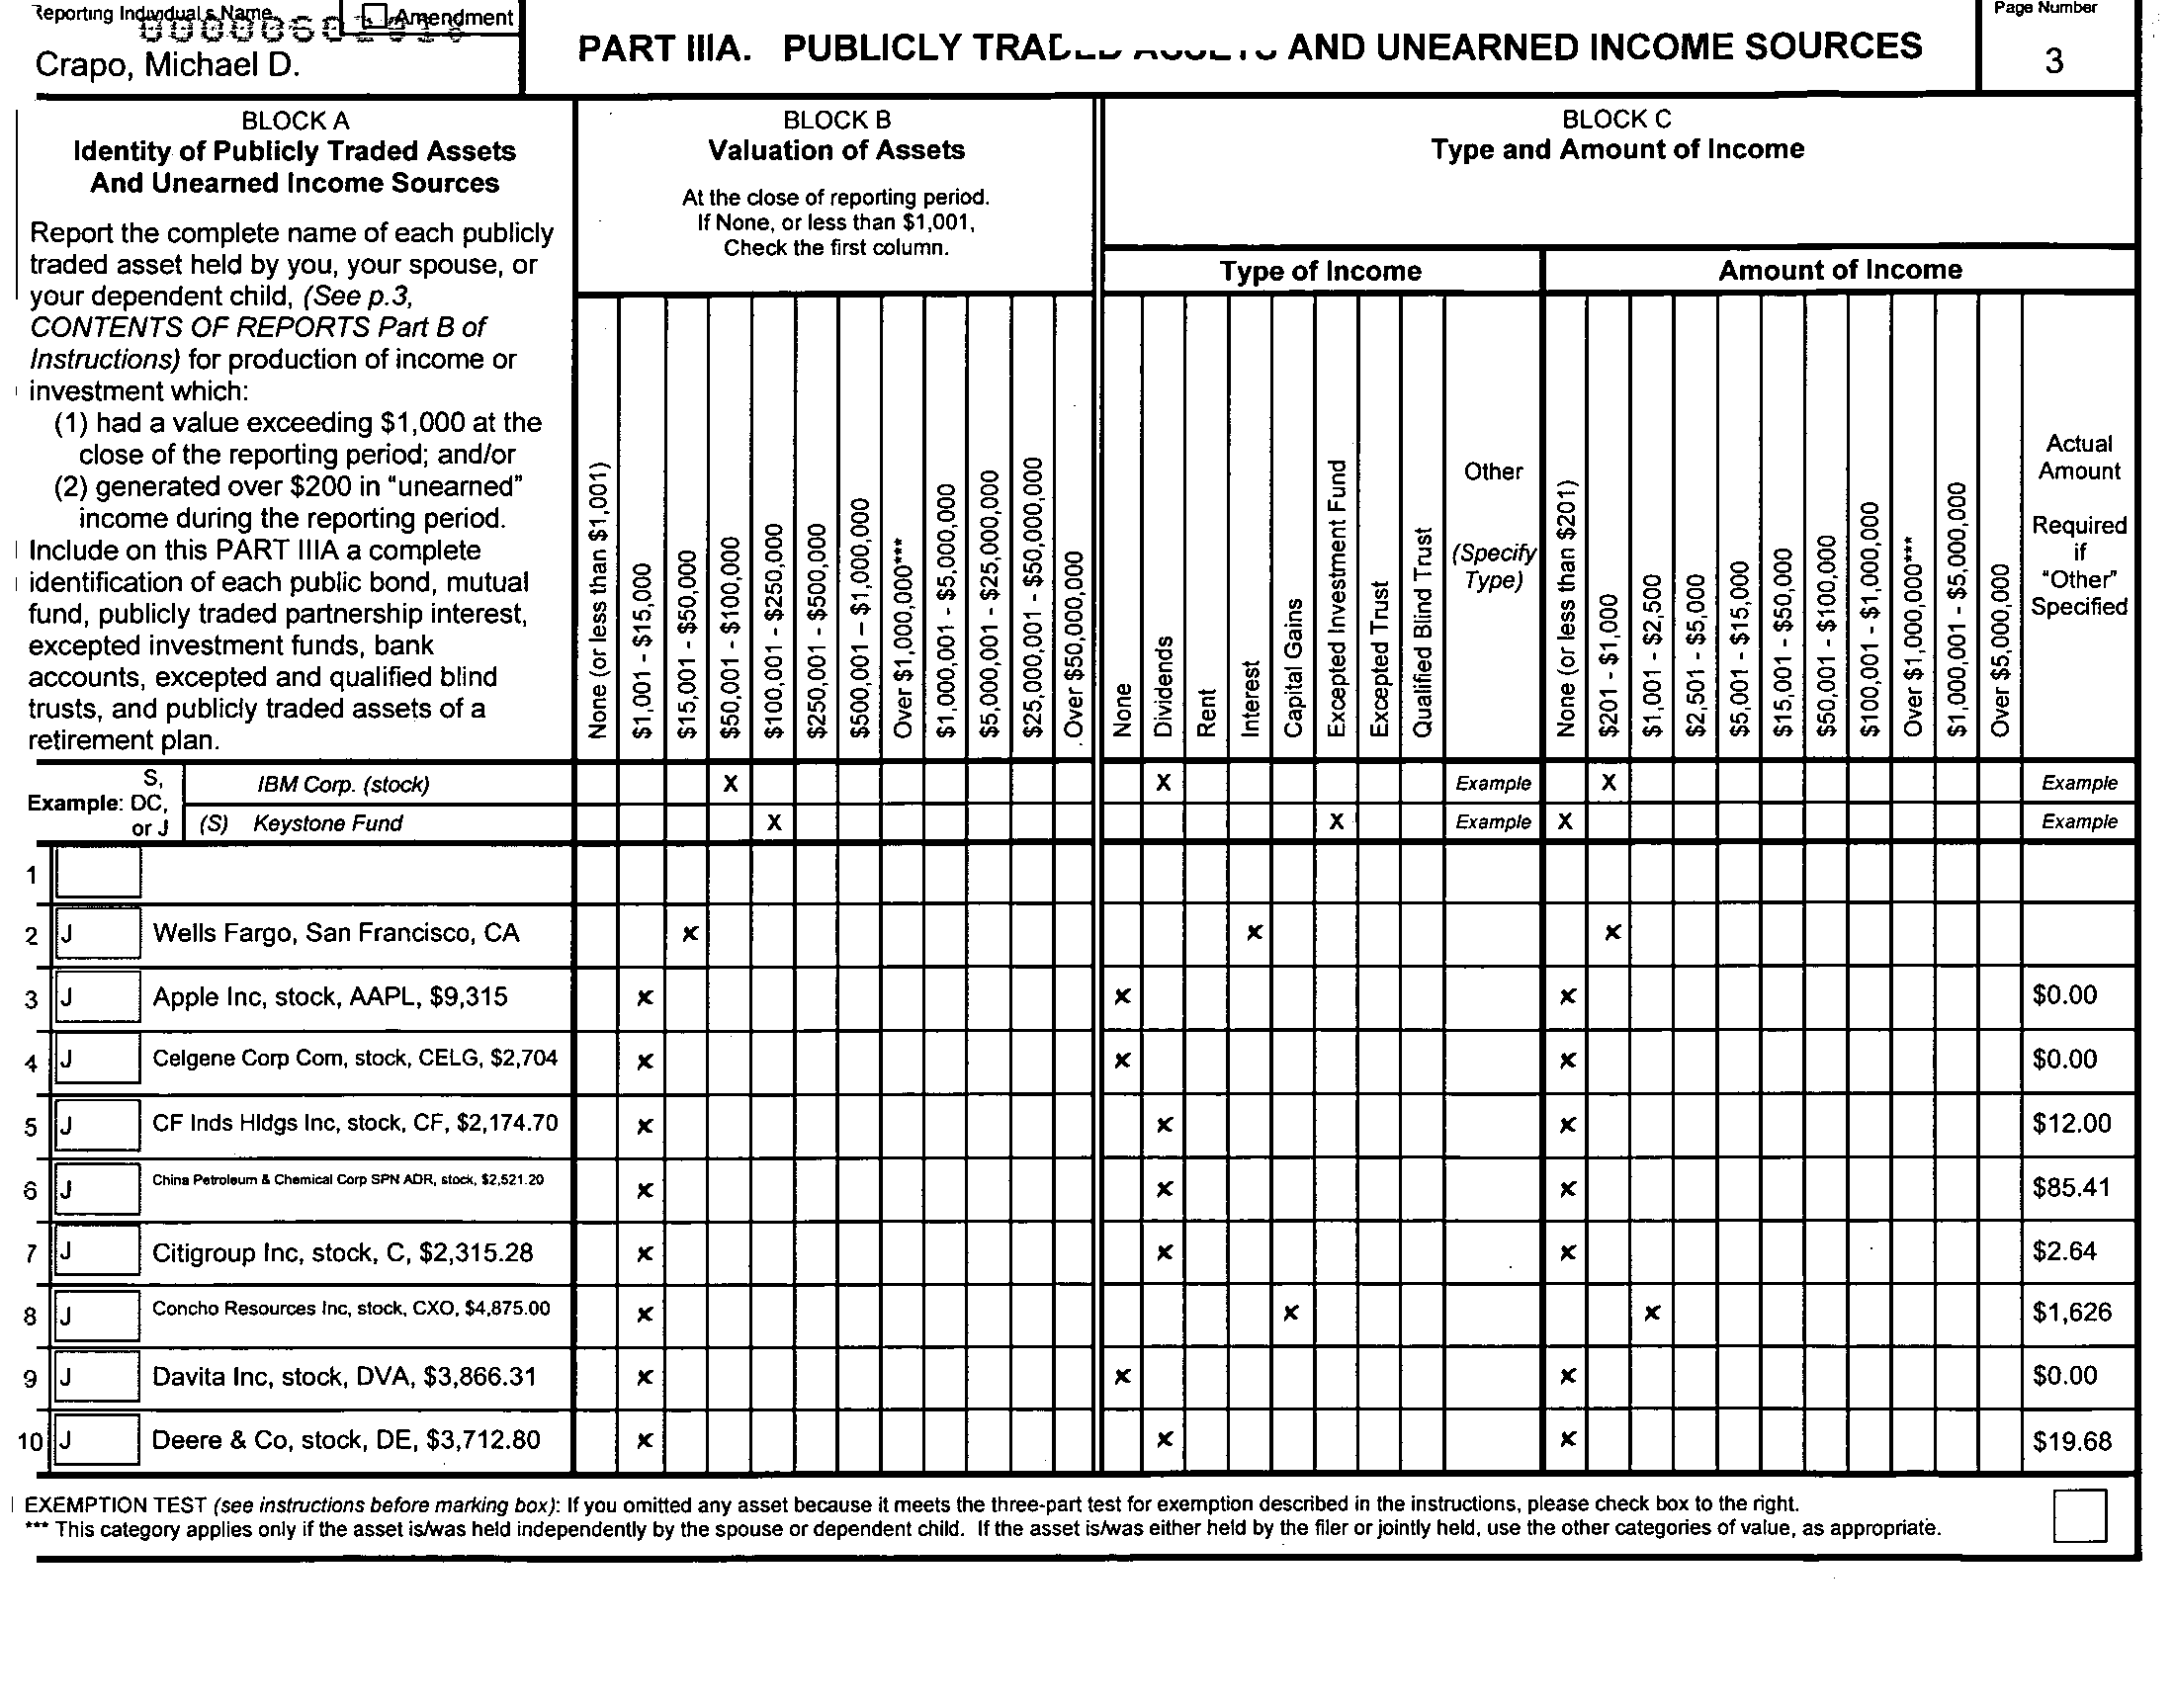 Reporting Individual's Name
Amendment
Crapo, Michael D.
PART IIIA. PUBLICLY AND UNEARNED INCOME SOURCES
Page Number
3
BLOCK A
Identity of Publicly Traded Assets
And Unearned Income Sources
Report the complete name of each publicly
traded asset held by you, your spouse, or
your dependent child, (See p.3,
CONTENTS OF REPORTS Part B of
Instructions) for production of income or
investment which:
(1) had a value exceeding $1,000 at the
close of the reporting period; and/or
(2) generated over $200 in "unearned"
income during the reporting period.
Include on this PART IIIA a complete
identification of each public bond, mutual
fund, publicly traded partnership interest,
excepted investment funds, bank
accounts, excepted and qualified blind
trusts, and publicly traded assets of a
retirement plan.
BLOCK B
Valuation of Assets
At the close of reporting period.
If None, or less than $1,001,
Check the first column.
None (or less than $1,001)
$1,001 - $15,000
$15,001 - $50,000
$50,001 - $100,000
$100,001 - $250,000
$250,001 - $500,000
$500,001 – $1,000,000
Over $1,000,000***
$1,000,001 - $5,000,000
$5,000,001 - $25,000,000
$25,000,001 - $50,000,000
Over $50,000,000
BLOCK C
Type and Amount of Income
Type of Income
None
Dividends
Rent
Interest
Capital Gains
Excepted Investment Fund
Excepted Trust
Qualified Blind Trust
Other
(Specify
Type)
Amount of Income
None (or less than $201)
$201 - $1,000
$1,001 - $2,500
$2,501 - $5,000
$5,001 - $15,000
$15,001 - $50,000
$50,001 - $100,000
$100,001 - $1,000,000
Over $1,000,000***
$1,000,001 - $5,000,000
Over $5,000,000
Actual
Amount
Required
if
"Other"
Specified
Example: S, DC, or J
IBM Corp. (stock) X X Example X Example
(S) Keystone Fund X X Example X Example
1
2 J Wells Fargo, San Francisco, CA x x x
3 J Apple Inc, stock, AAPL, $9,315 x x x $0.00
4 J Celgene Corp Com, stock, CELG, $2,704 x x x $0.00
5 J CF Inds Hldgs Inc, stock, CF, $2,174.70 x x x $12.00
6 J China Petroleum & Chemical Corp SPN ADR, stock, $2,521.20 x x x $85.41
7 J Citigroup Inc, stock, C, $2,315.28 x x x $2.64
8 J Concho Resources Inc, stock, CXO, $4,875.00 x x x $1,626
9 J Davita Inc, stock, DVA, $3,866.31 x x x $0.00
10 J Deere & Co, stock, DE, $3,712.80 x x x $19.68
EXEMPTION TEST (see instructions before marking box): If you omitted any asset because it meets the three-part test for exemption described in the instructions, please check box to the right.
*** This category applies only if the asset is/was held independently by the spouse or dependent child. If the asset is/was either held by the filer or jointly held, use the other categories of value, as appropriate.